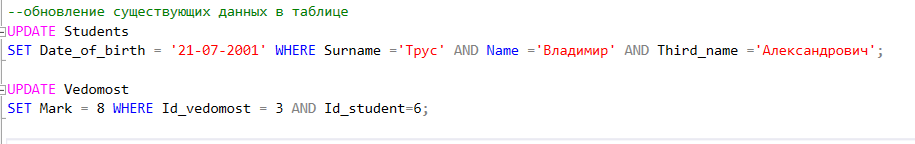 --обновление существующих данных в таблице
UPDATE Students
SET Date_of_birth = '21-07-2001' WHERE Surname ='Трус' AND Name ='Владимир' AND Third_name ='Александрович';
UPDATE Vedomost
SET Mark = 8 WHERE Id_vedomost = 3 AND Id_student=6;